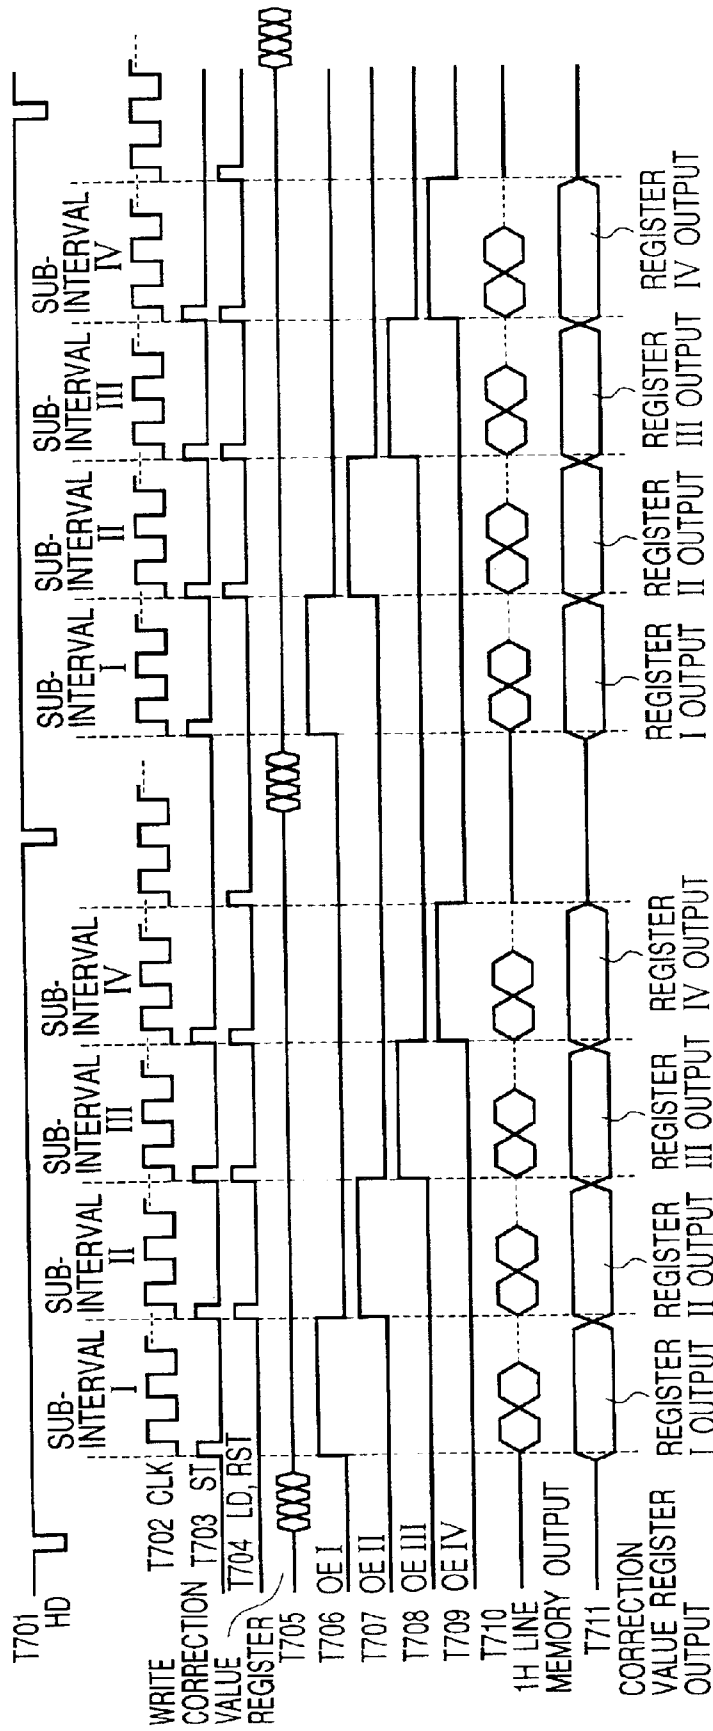 T701
HD
SUB-
INTERVAL
I
SUB-
INTERVAL
II
SUB-
INTERVAL
III
SUB-
INTERVAL
IV
SUB-
INTERVAL
I
SUB-
INTERVAL
II
SUB-
INTERVAL
III
SUB-
INTERVAL
IV
T702 CLK
T703 ST
T704 LD, RST
WRITE
CORRECTION
VALUE
REGISTER
T705
T706 OE I
T707 OE II
T708 OE III
T709 OE IV
T710
1H LINE
MEMORY OUTPUT
T711
CORRECTION
VALUE REGISTER
OUTPUT
REGISTER
I OUTPUT
REGISTER
II OUTPUT
REGISTER
III OUTPUT
REGISTER
IV OUTPUT
REGISTER
I OUTPUT
REGISTER
II OUTPUT
REGISTER
III OUTPUT
REGISTER
IV OUTPUT